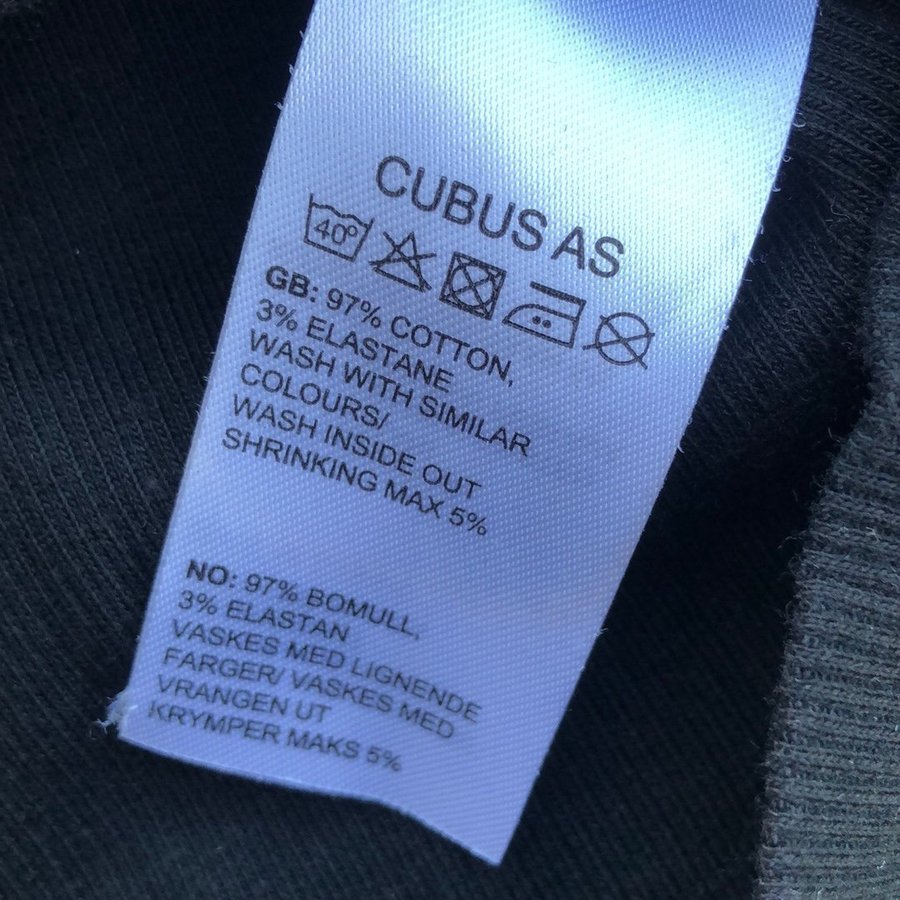 CUBUS AS
40º
GB: 97% COTTON,
3% ELASTANE
WASH WITH SIMILAR
COLOURS/
WASH INSIDE OUT
SHRINKING MAX 5%
NO: 97% BOMULL,
3% ELASTAN
VASKES MED LIGNENDE
FARGER/ VASKES MED
VRANGEN UT
KRYMPER MAKS 5%